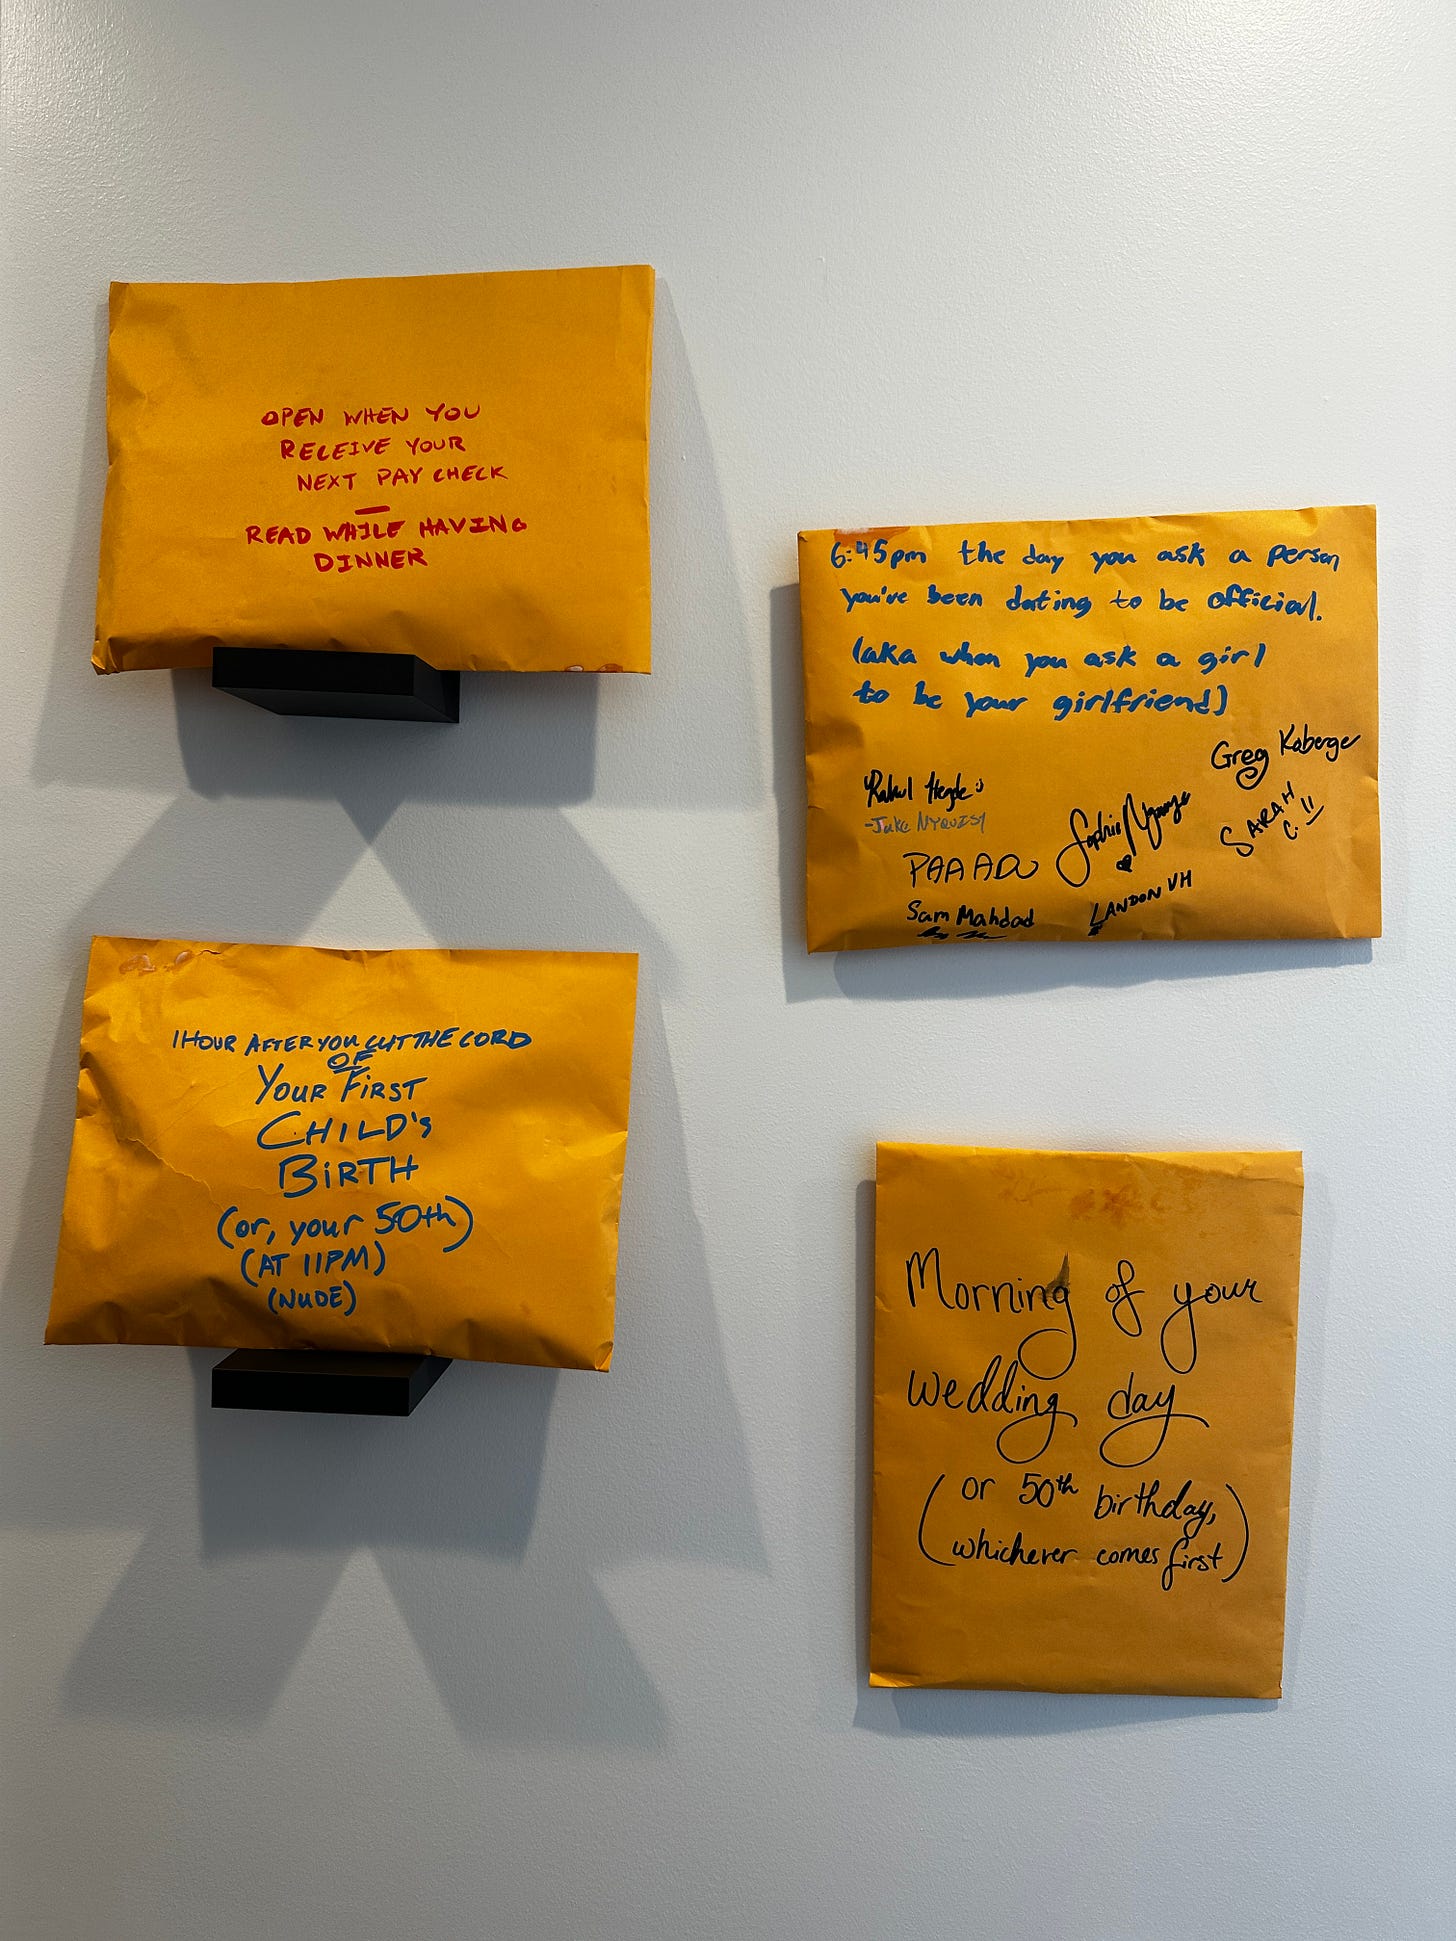 OPEN WHEN YOU
RECEIVE YOUR
NEXT PAY CHECK
—
READ WHILE HAVING
DINNER
6:45pm the day you ask a person
you've been dating to be official.
(aka when you ask a girl
to be your girlfriend)
Greg Koberge
Rahul Hegde :)
-Jake NYQUIST
SARAH
C. !!
Sophie
LANDON VH
Sam Mahdad
1 HOUR AFTER YOU CUT THE CORD
OF
YOUR FIRST
CHILD'S
BIRTH
(or, your 50th)
(AT 11PM)
(NUDE)
Morning of your
wedding day
(or 50th birthday,
whichever comes first)